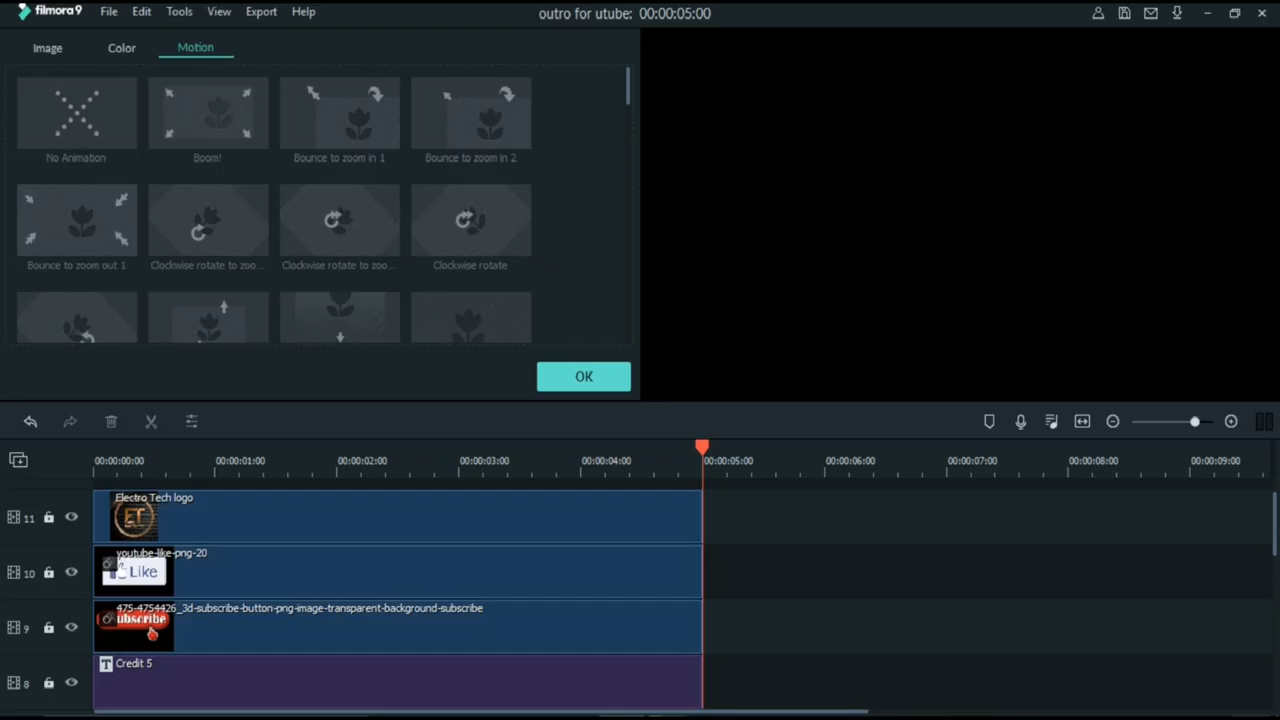 filmora9 File Edit Tools View Export Help outro for utube: 00:00:05:00
Image Color Motion
No Animation Boom! Bounce to zoom in 1 Bounce to zoom in 2
Bounce to zoom out 1 Clockwise rotate to zoo... Clockwise rotate to zoo... Clockwise rotate
OK
00:00:00:00 00:00:01:00 00:00:02:00 00:00:03:00 00:00:04:00 00:00:05:00 00:00:06:00 00:00:07:00 00:00:08:00 00:00:09:00
Electro Tech logo
11 ET
youtube-like-png-20
10 Like
475-4754426_3d-subscribe-button-png-image-transparent-background-subscribe
9 ubscribe
T Credit 5
8